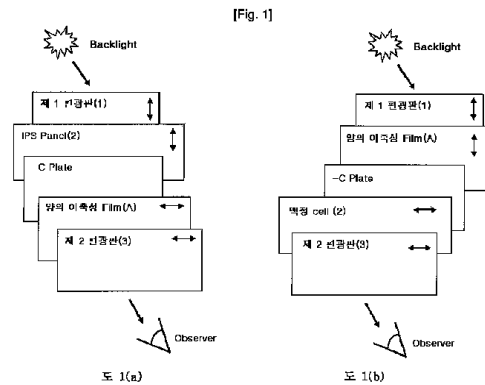 [Fig. 1]
Backlight
제 1 편광판(1)
IPS Panel(2)
C Plate
양의 이축성 Film(A)
제 2 편광판(3)
Observer
도 1(a)
Backlight
제 1 편광판(1)
양의 이축성 Film(A)
-C Plate
액정 cell (2)
제 2 편광판(3)
Observer
도 1(b)